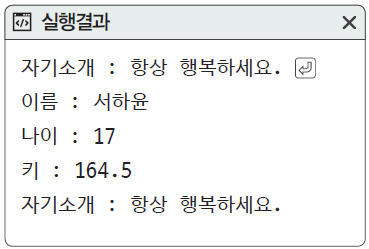 실행결과
자기소개 : 항상 행복하세요.
이름 : 서하윤
나이 : 17
키 : 164.5
자기소개 : 항상 행복하세요.